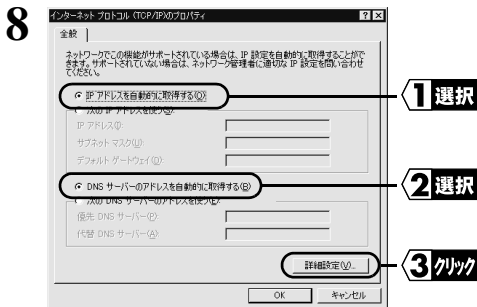 8
インターネット プロトコル (TCP/IP)のプロパティ
全般
ネットワークでこの機能がサポートされている場合は、IP 設定を自動的に取得することがで
きます。サポートされていない場合は、ネットワーク管理者に適切な IP 設定を問い合わせ
てください。
IP アドレスを自動的に取得する(O)
1 選択
次の IP アドレスを使う(S):
IP アドレス(I):
サブネット マスク(U):
デフォルト ゲートウェイ(D):
DNS サーバーのアドレスを自動的に取得する(B)
2 選択
次の DNS サーバーのアドレスを使う(E):
優先 DNS サーバー(P):
代替 DNS サーバー(A):
詳細設定(V)...
3 クリック
OK
キャンセル